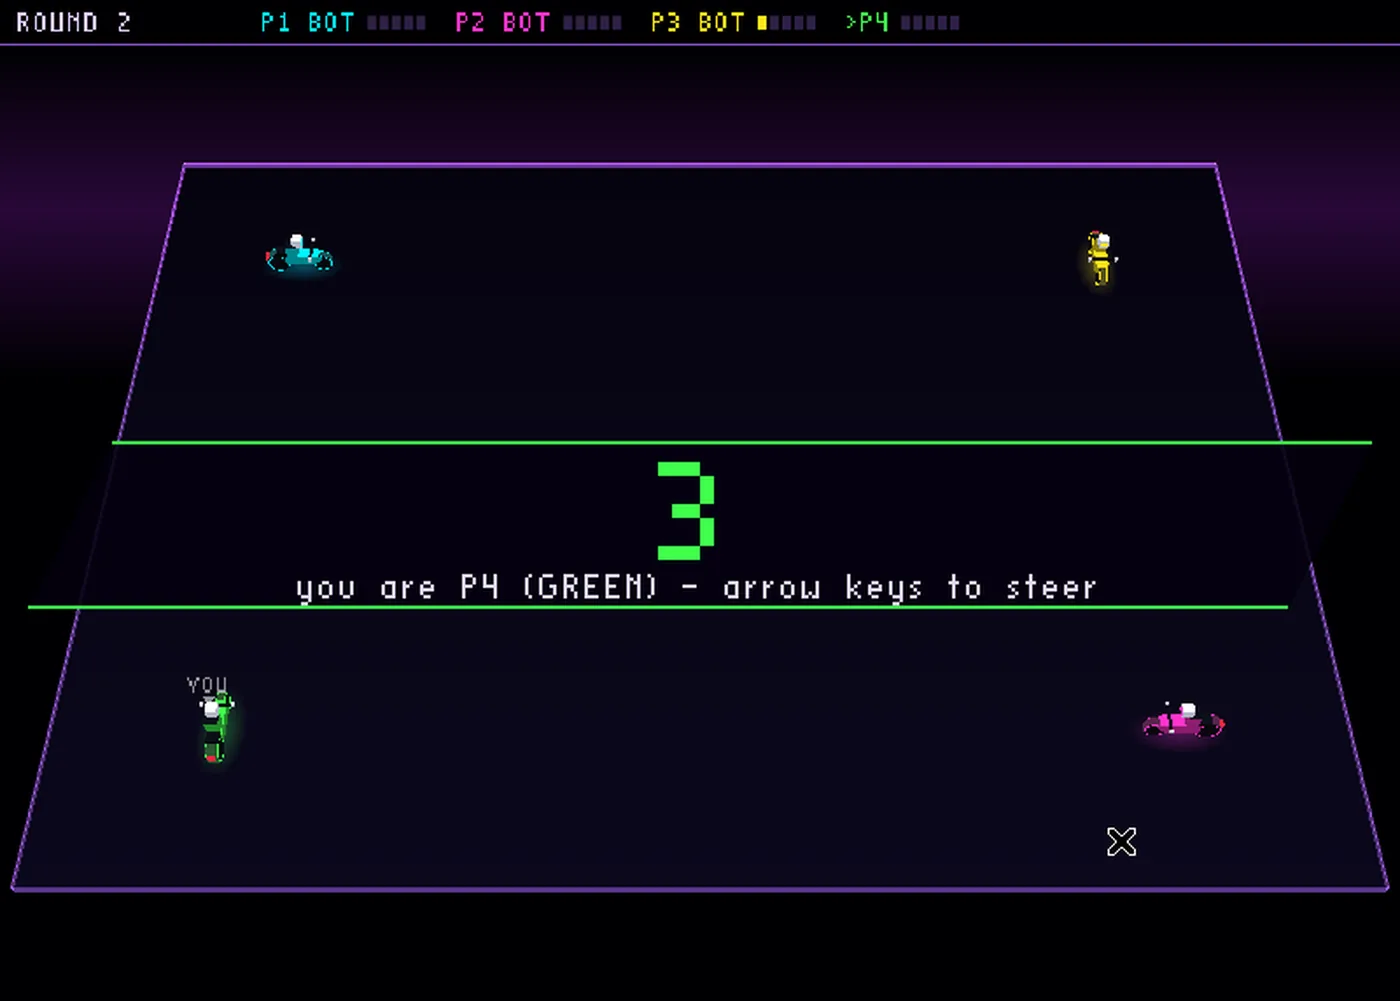 ROUND 2 P1 BOT P2 BOT P3 BOT >P4
3
you are P4 (GREEN) - arrow keys to steer
YOU